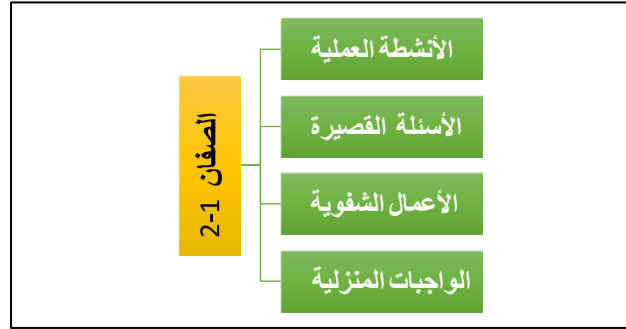 الصفان 1-2
الأنشطة العملية
الأسئلة القصيرة
الأعمال الشفوية
الواجبات المنزلية